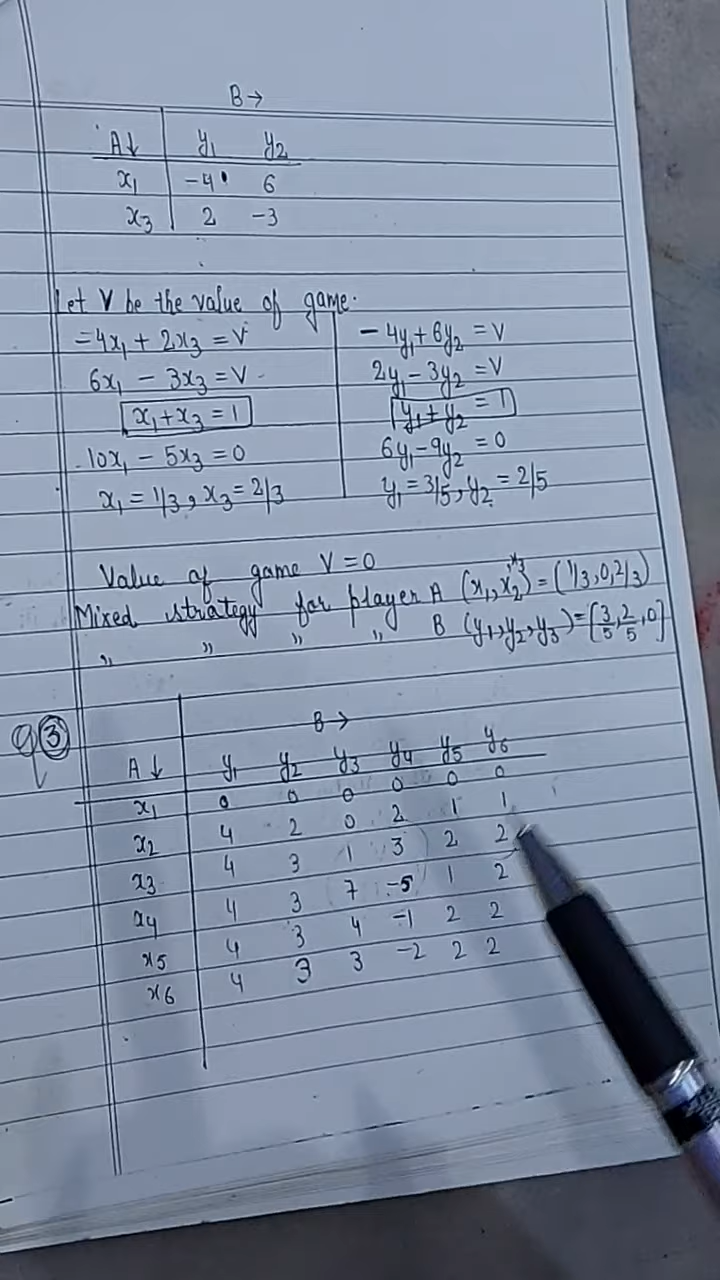 B→
A↓ y₁ y₂
x₁ -4 6
x₃ 2 -3
Let V be the value of game.
-4x₁ + 2x₃ = V
6x₁ - 3x₃ = V
x₁ + x₃ = 1
10x₁ - 5x₃ = 0
x₁ = 1/3, x₃ = 2/3
-4y₁ + 6y₂ = V
2y₁ - 3y₂ = V
y₁ + y₂ = 1
6y₁ - 9y₂ = 0
y₁ = 3/5, y₂ = 2/5
Value of game V = 0
Mixed strategy for player A (x₁, x₂, x₃) = (1/3, 0, 2/3)
" " " " B (y₁, y₂, y₃) = [3/5, 2/5, 0]
q ③
B→
A↓ y₁ y₂ y₃ y₄ y₅ y₆
x₁ 0 0 0 0 0 0
x₂ 4 2 0 2 1 1
x₃ 4 3 1 3 2 2
x₄ 4 3 7 -5 1 2
x₅ 4 3 4 -1 2 2
x₆ 4 3 3 -2 2 2